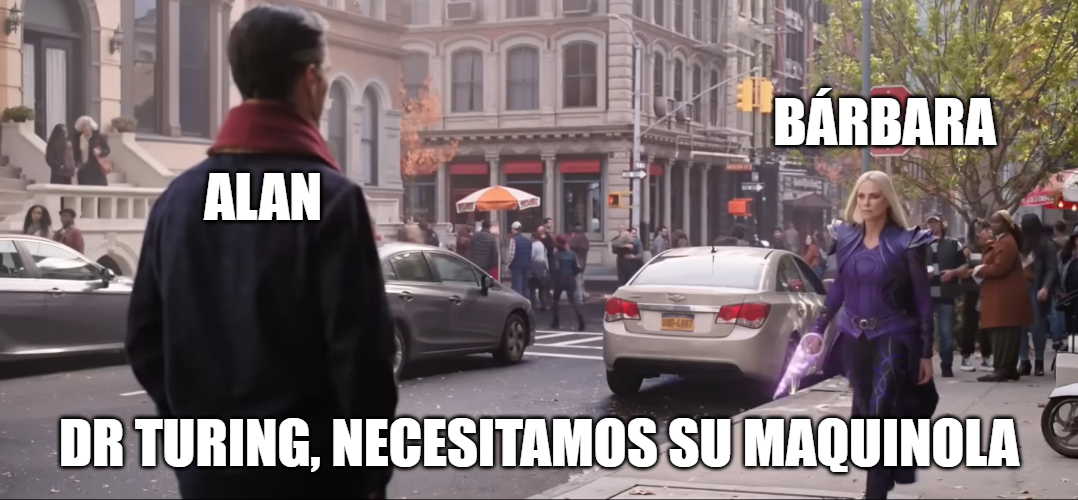 BÁRBARA
ALAN
DR TURING, NECESITAMOS SU MAQUINOLA